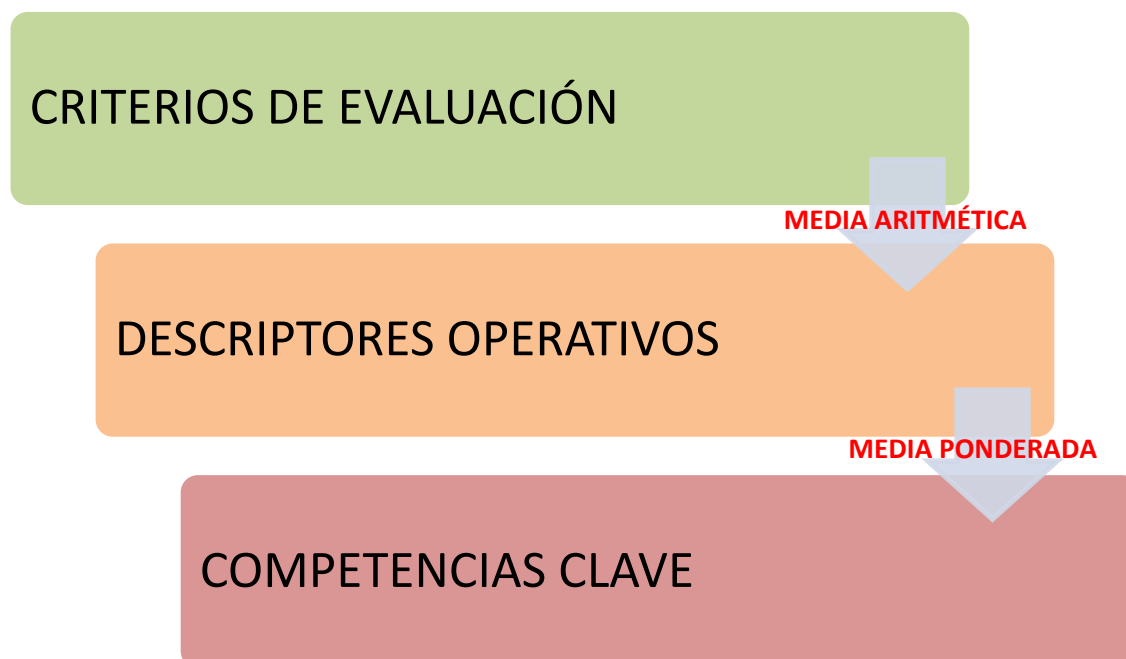 CRITERIOS DE EVALUACIÓN
MEDIA ARITMÉTICA
DESCRIPTORES OPERATIVOS
MEDIA PONDERADA
COMPETENCIAS CLAVE